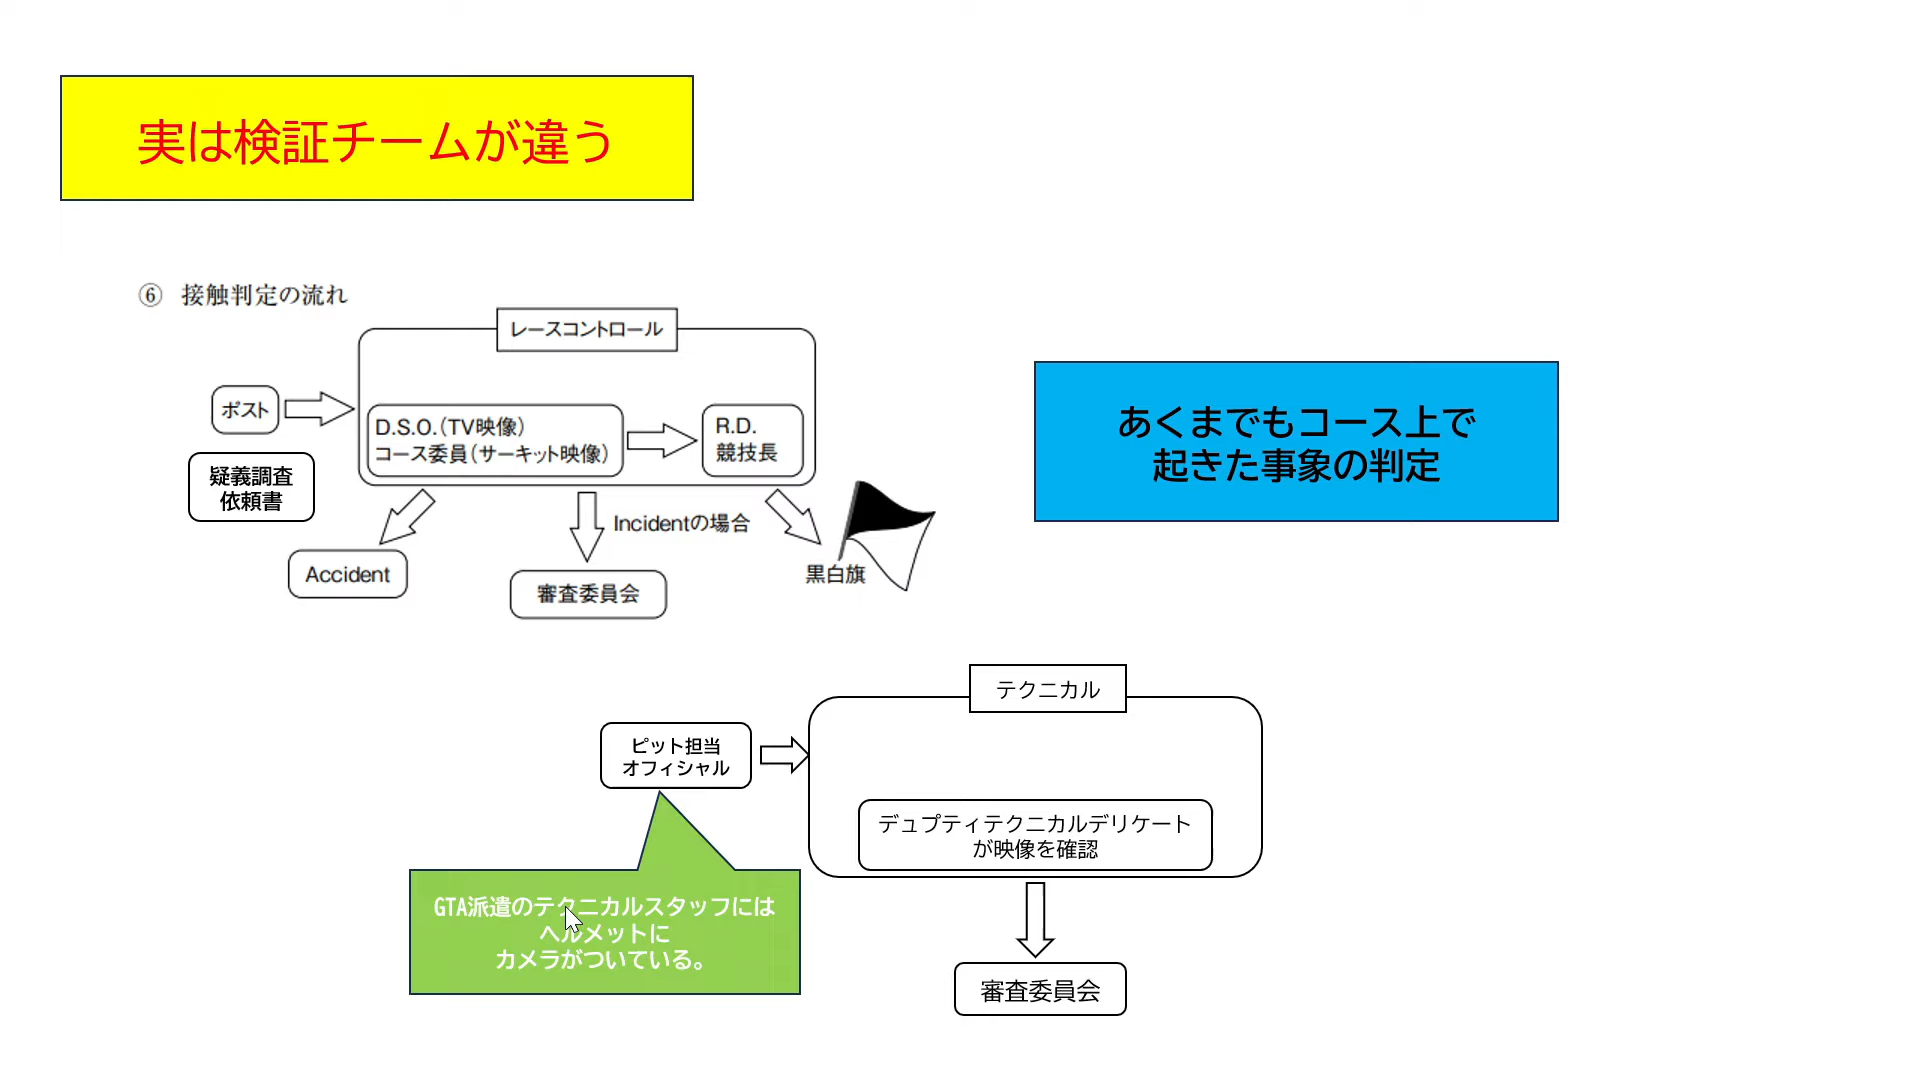 実は検証チームが違う
⑥ 接触判定の流れ
レースコントロール
ポスト
D.S.O.(TV映像)
コース委員(サーキット映像)
R.D.
競技長
疑義調査
依頼書
Incidentの場合
Accident
審査委員会
黒白旗
あくまでもコース上で
起きた事象の判定
テクニカル
ピット担当
オフィシャル
デュプティテクニカルデリケート
が映像を確認
GTA派遣のテクニカルスタッフには
ヘルメットに
カメラがついている。
審査委員会